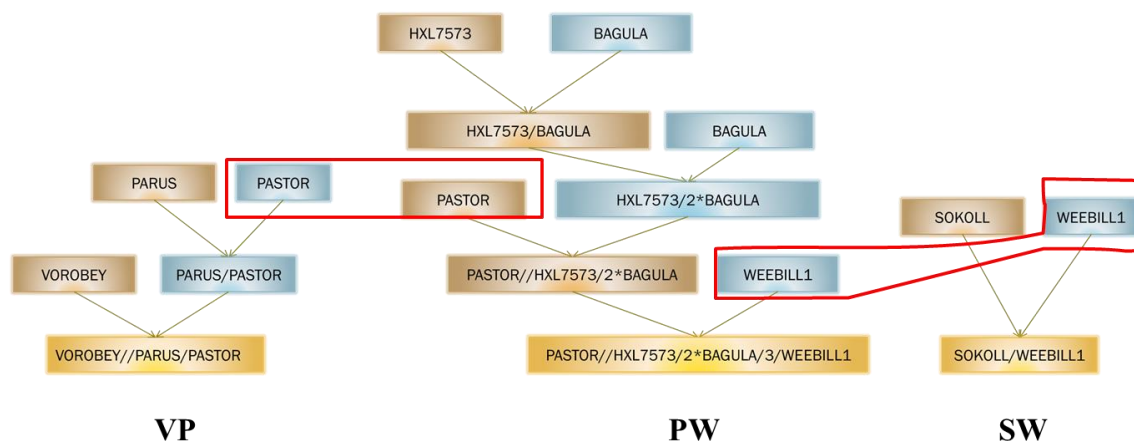 HXL7573
BAGULA
HXL7573/BAGULA
BAGULA
PARUS
PASTOR
PASTOR
HXL7573/2*BAGULA
SOKOLL
WEEBILL1
VOROBEY
PARUS/PASTOR
PASTOR//HXL7573/2*BAGULA
WEEBILL1
VOROBEY//PARUS/PASTOR
PASTOR//HXL7573/2*BAGULA/3/WEEBILL1
SOKOLL/WEEBILL1
VP
PW
SW